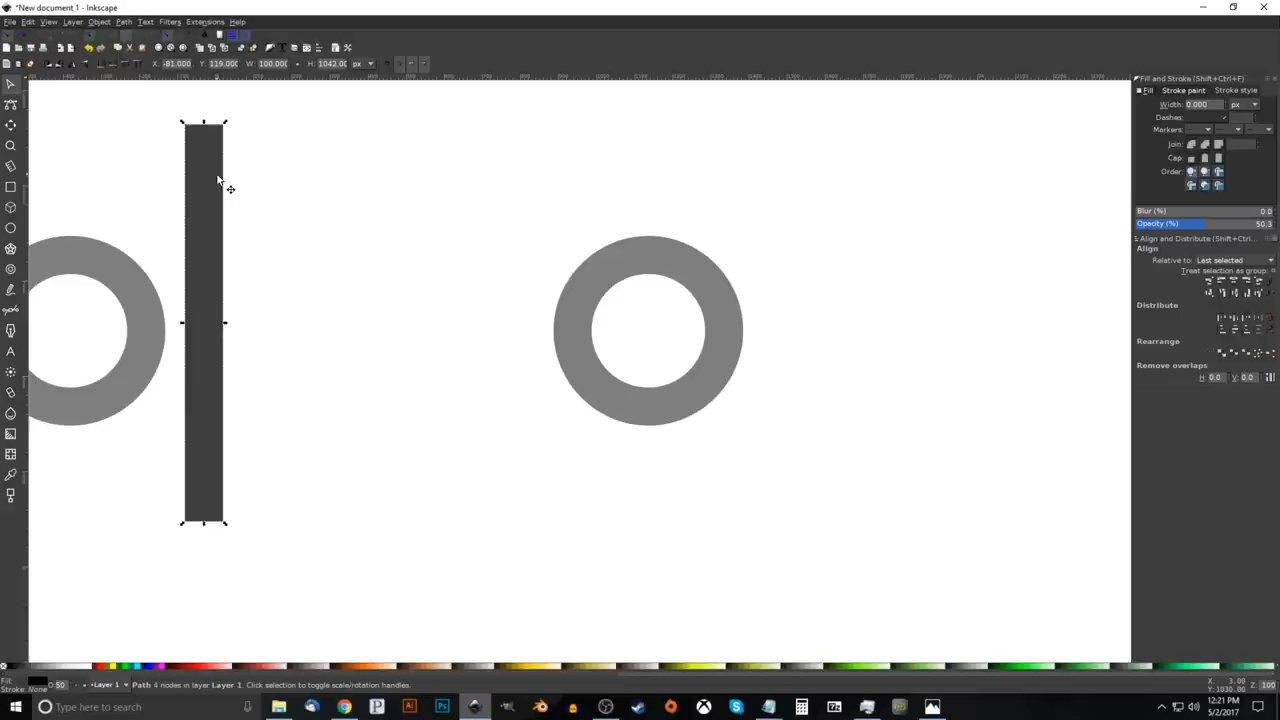 *New document 1 - Inkscape
File Edit View Layer Object Path Text Filters Extensions Help
X: -81.000 Y: 119.000 W: 100.000 H: 1042.00 px
Fill and Stroke (Shift+Ctrl+F)
Fill Stroke paint Stroke style
Width: 0.000 px
Dashes:
Markers:
Join:
Cap:
Order:
Blur (%) 0.0
Opacity (%) 50.3
Align and Distribute (Shift+Ctrl...
Align
Relative to: Last selected
Treat selection as group:
Distribute
Rearrange
Remove overlaps
H: 0.0 V: 0.0
Fill: O: 50 Layer 1 Path 4 nodes in layer Layer 1. Click selection to toggle scale/rotation handles. X: 3.00 Z: 100
Stroke: None Y: 1030.00
Type here to search 12:21 PM
5/2/2017